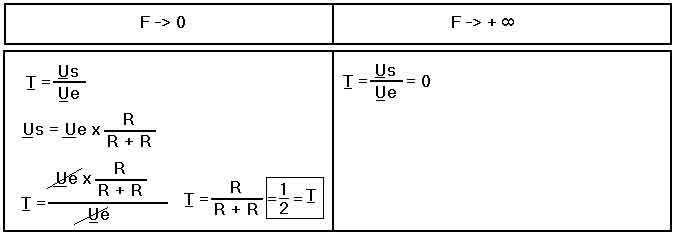 F -> 0
F -> + ∞
T = Us / Ue
Us = Ue x R / (R + R)
T = Ue x R / (R + R) / Ue
T = R / (R + R) = 1 / 2 = T
T = Us / Ue = 0